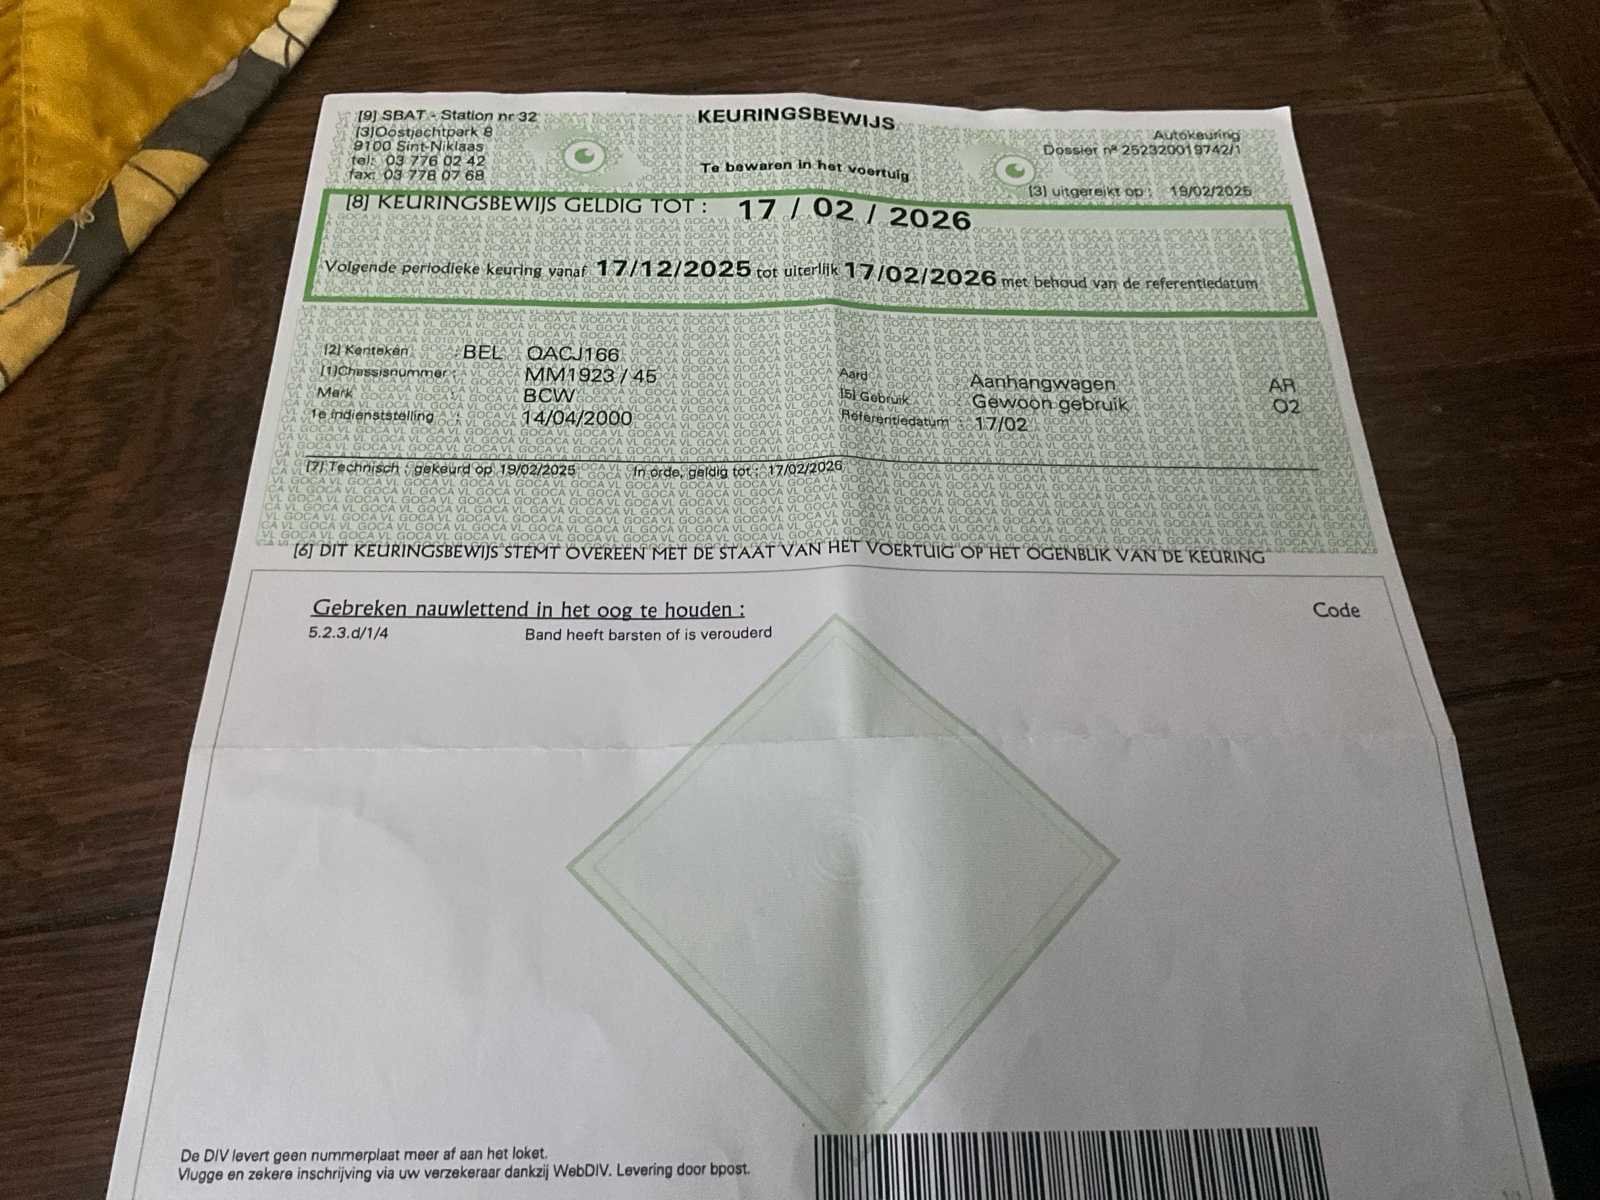 [9] SBAT - Station nr 32
[3]Oostjachtpark 8
9100 Sint-Niklaas
tel: 03 776 02 42
fax: 03 778 07 68
KEURINGSBEWIJS
Te bewaren in het voertuig
Autokeuring
Dossier nº 252320019742/1
[3] uitgereikt op : 19/02/2025
[8] KEURINGSBEWIJS GELDIG TOT : 17 / 02 / 2026
Volgende periodieke keuring vanaf 17/12/2025 tot uiterlijk 17/02/2026 met behoud van de referentiedatum
[2] Kenteken : BEL QACJ166
[1]Chassisnummer : MM1923 / 45
Merk : BCW
1e indienststelling : 14/04/2000
Aard Aanhangwagen AR
[5] Gebruik Gewoon gebruik O2
Referentiedatum : 17/02
[7] Technisch : gekeurd op 19/02/2025 In orde, geldig tot : 17/02/2026
[6] DIT KEURINGSBEWIJS STEMT OVEREEN MET DE STAAT VAN HET VOERTUIG OP HET OGENBLIK VAN DE KEURING
Gebreken nauwlettend in het oog te houden : Code
5.2.3.d/1/4 Band heeft barsten of is verouderd
De DIV levert geen nummerplaat meer af aan het loket.
Vlugge en zekere inschrijving via uw verzekeraar dankzij WebDIV. Levering door bpost.